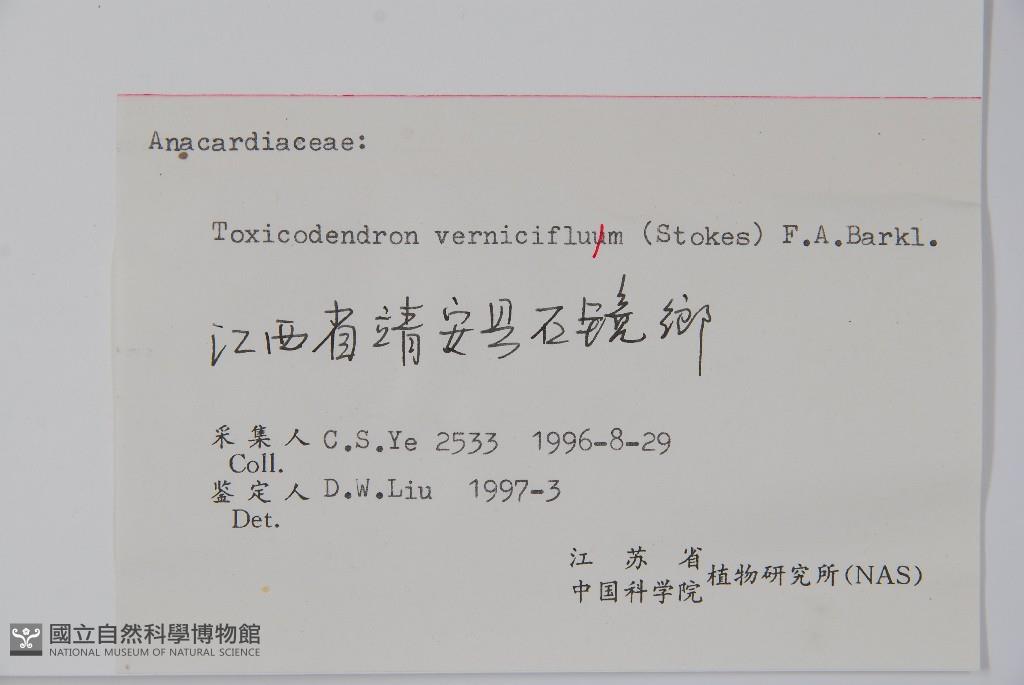 Anacardiaceae:
Toxicodendron vernicifluum (Stokes) F.A.Barkl.
江西省靖安县石镜鄉
采集人 C.S.Ye 2533 1996-8-29
Coll.
鉴定人 D.W.Liu 1997-3
Det.
江苏省
中国科学院植物研究所(NAS)
國立自然科學博物館
NATIONAL MUSEUM OF NATURAL SCIENCE